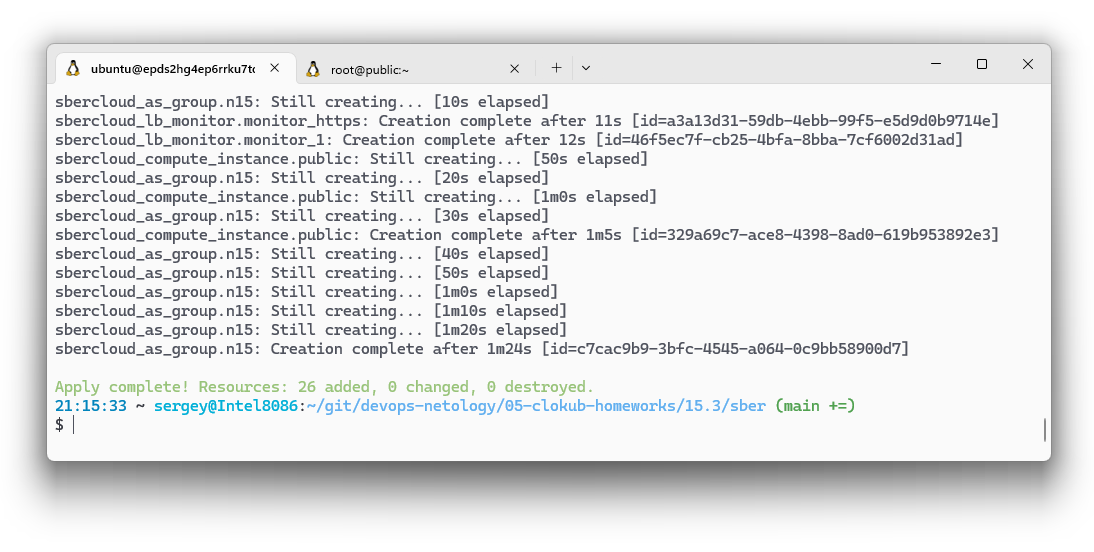 ubuntu@epds2hg4ep6rrku7to
root@public:~
sbercloud_as_group.n15: Still creating... [10s elapsed]
sbercloud_lb_monitor.monitor_https: Creation complete after 11s [id=a3a13d31-59db-4ebb-99f5-e5d9d0b9714e]
sbercloud_lb_monitor.monitor_1: Creation complete after 12s [id=46f5ec7f-cb25-4bfa-8bba-7cf6002d31ad]
sbercloud_compute_instance.public: Still creating... [50s elapsed]
sbercloud_as_group.n15: Still creating... [20s elapsed]
sbercloud_compute_instance.public: Still creating... [1m0s elapsed]
sbercloud_as_group.n15: Still creating... [30s elapsed]
sbercloud_compute_instance.public: Creation complete after 1m5s [id=329a69c7-ace8-4398-8ad0-619b953892e3]
sbercloud_as_group.n15: Still creating... [40s elapsed]
sbercloud_as_group.n15: Still creating... [50s elapsed]
sbercloud_as_group.n15: Still creating... [1m0s elapsed]
sbercloud_as_group.n15: Still creating... [1m10s elapsed]
sbercloud_as_group.n15: Still creating... [1m20s elapsed]
sbercloud_as_group.n15: Creation complete after 1m24s [id=c7cac9b9-3bfc-4545-a064-0c9bb58900d7]
Apply complete! Resources: 26 added, 0 changed, 0 destroyed.
21:15:33 ~ sergey@Intel8086:~/git/devops-netology/05-clokub-homeworks/15.3/sber (main +=)
$